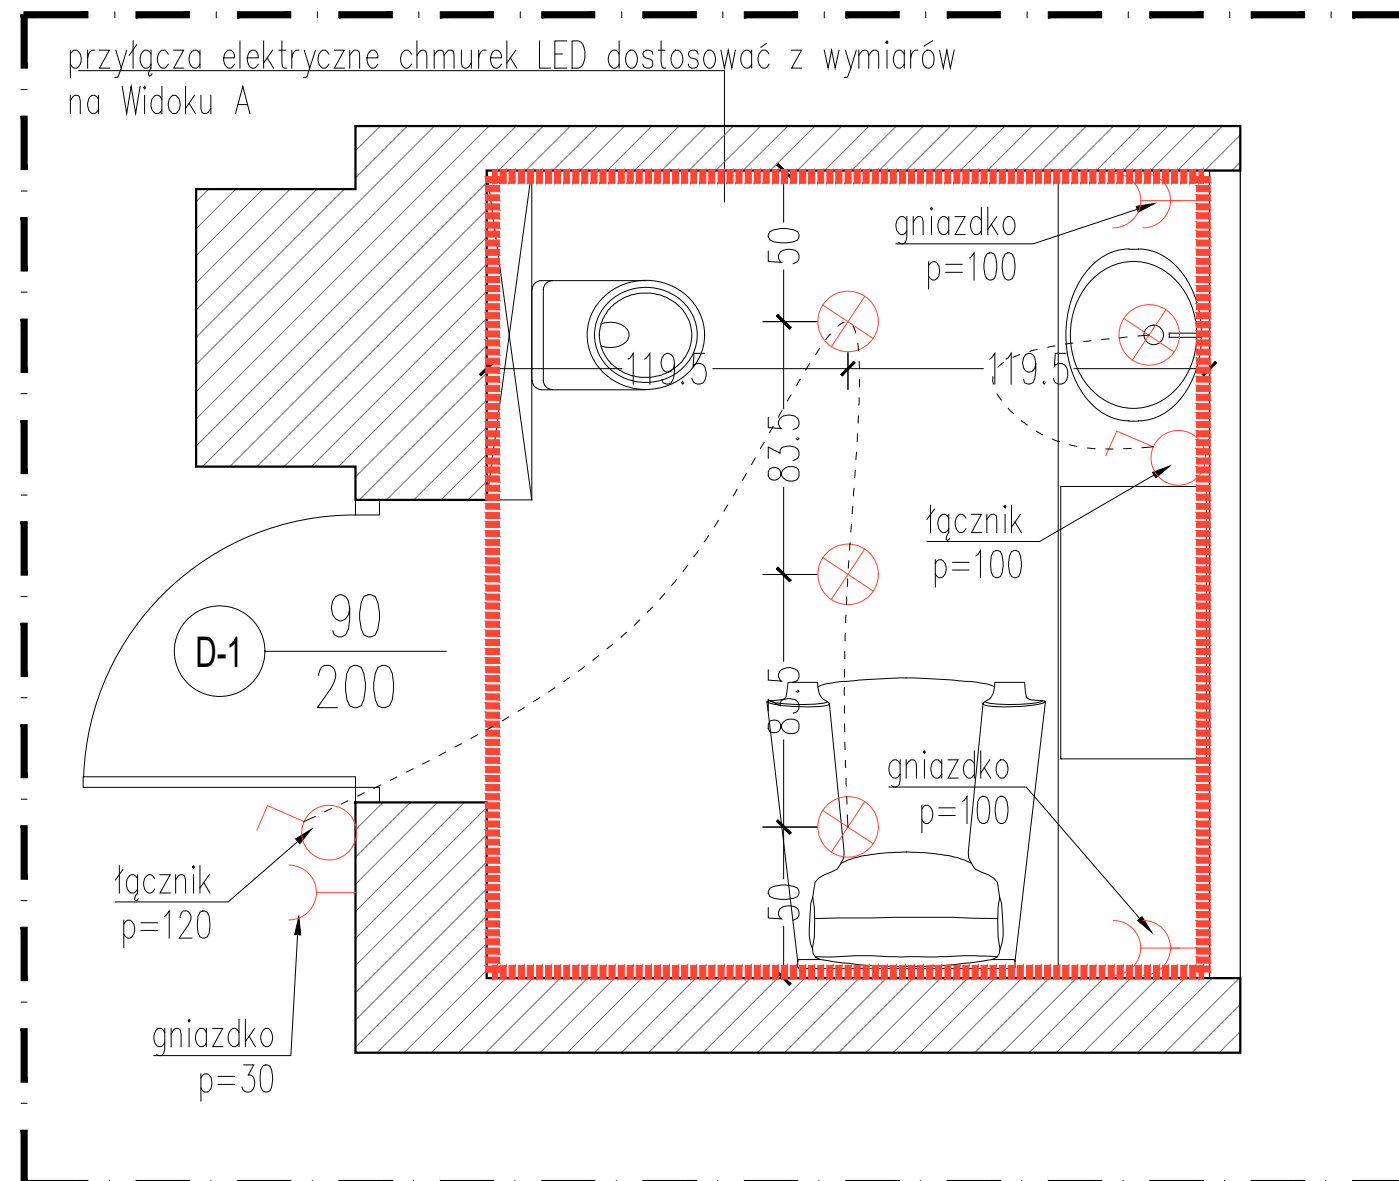 przyłącza elektryczne chmurek LED dostosować z wymiarów
na Widoku A
gniazdko
p=100
50
119.5
119.5
83.5
łącznik
p=100
D-1
90
200
83.5
gniazdko
p=100
łącznik
p=120
50
gniazdko
p=30